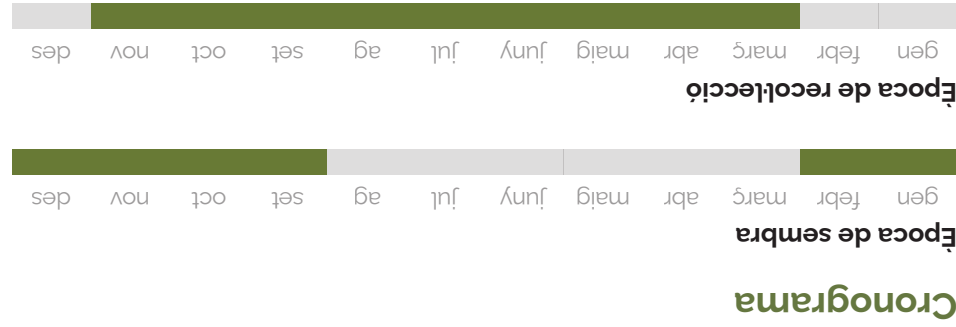 Cronograma
Època de sembra
gen febr març abr maig juny jul ag set oct nov des
Època de recol·lecció
gen febr març abr maig juny jul ag set oct nov des